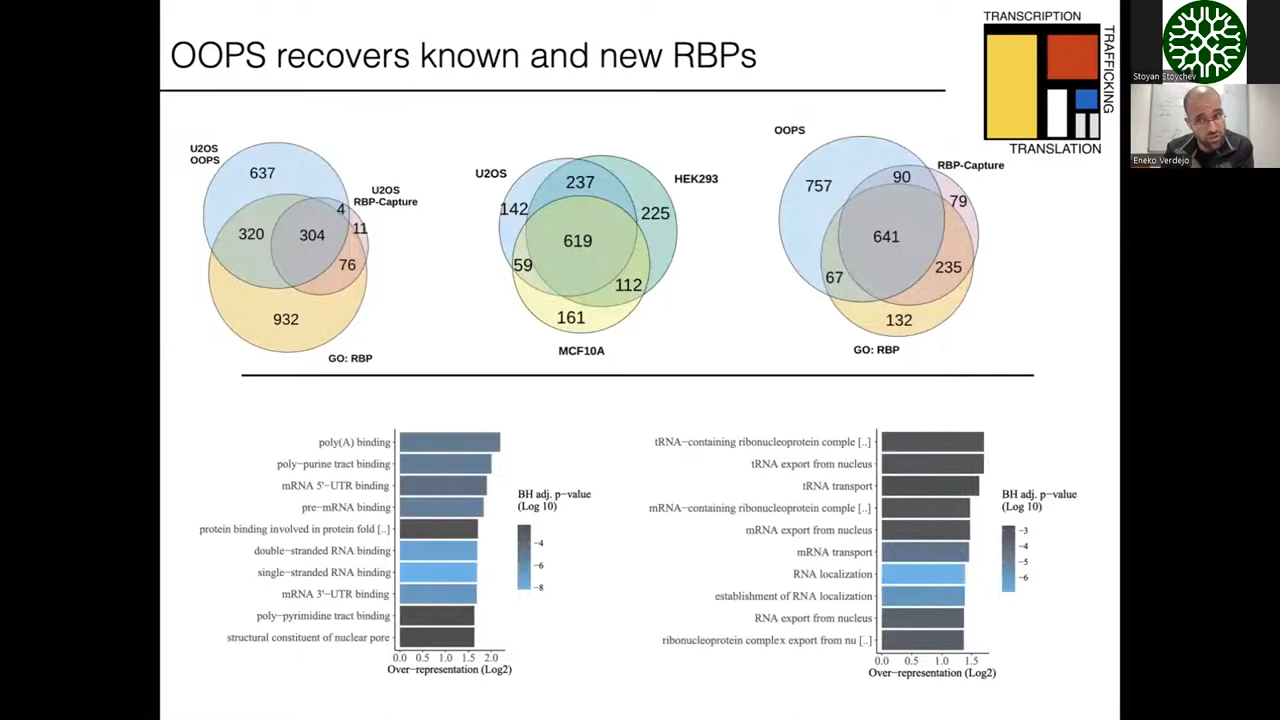 OOPS recovers known and new RBPs
TRANSCRIPTION
TRAFFICKING
TRANSLATION
Stoyan Stoychev
Eneko Verdejo
U2OS
OOPS
637
U2OS
RBP-Capture
4
11
320
304
76
932
GO: RBP
U2OS
237
HEK293
142
225
619
59
112
161
MCF10A
OOPS
RBP-Capture
757
90
79
641
67
235
132
GO: RBP
poly(A) binding
poly−purine tract binding
mRNA 5'−UTR binding
pre−mRNA binding
protein binding involved in protein fold [..]
double−stranded RNA binding
single−stranded RNA binding
mRNA 3'−UTR binding
poly−pyrimidine tract binding
structural constituent of nuclear pore
0.0 0.5 1.0 1.5 2.0
Over−representation (Log2)
BH adj. p−value
(Log 10)
−4
−6
−8
tRNA−containing ribonucleoprotein comple [..]
tRNA export from nucleus
tRNA transport
mRNA−containing ribonucleoprotein comple [..]
mRNA export from nucleus
mRNA transport
RNA localization
establishment of RNA localization
RNA export from nucleus
ribonucleoprotein complex export from nu [..]
0.0 0.5 1.0 1.5
Over−representation (Log2)
BH adj. p−value
(Log 10)
−3
−4
−5
−6